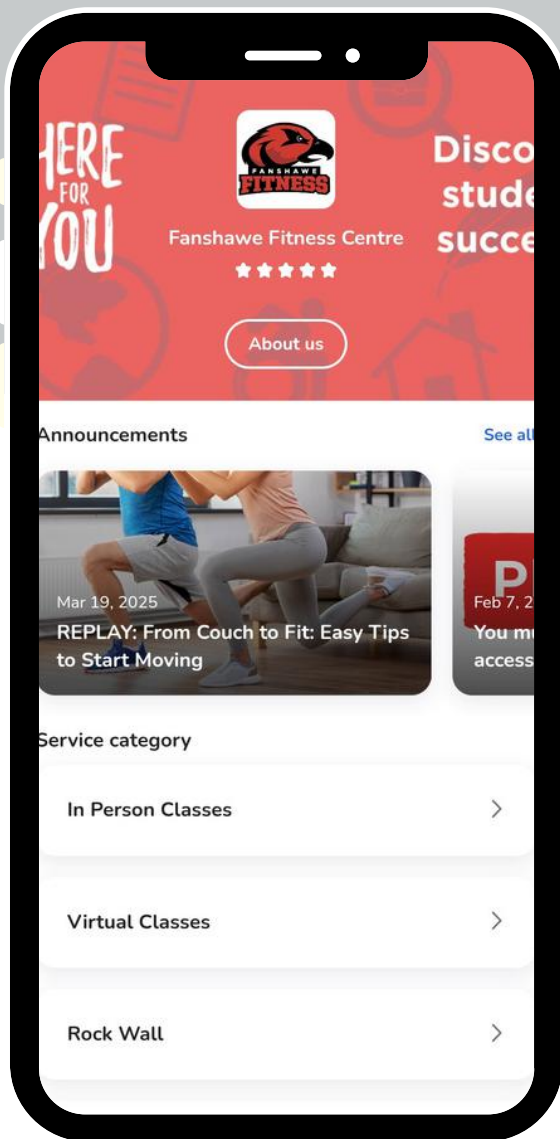 HERE
FOR
YOU
FANSHAWE
FITNESS
Disco
stude
succe
Fanshawe Fitness Centre
About us
Announcements
See all
Mar 19, 2025
REPLAY: From Couch to Fit: Easy Tips
to Start Moving
P
Feb 7, 2
You mu
access
Service category
In Person Classes
Virtual Classes
Rock Wall